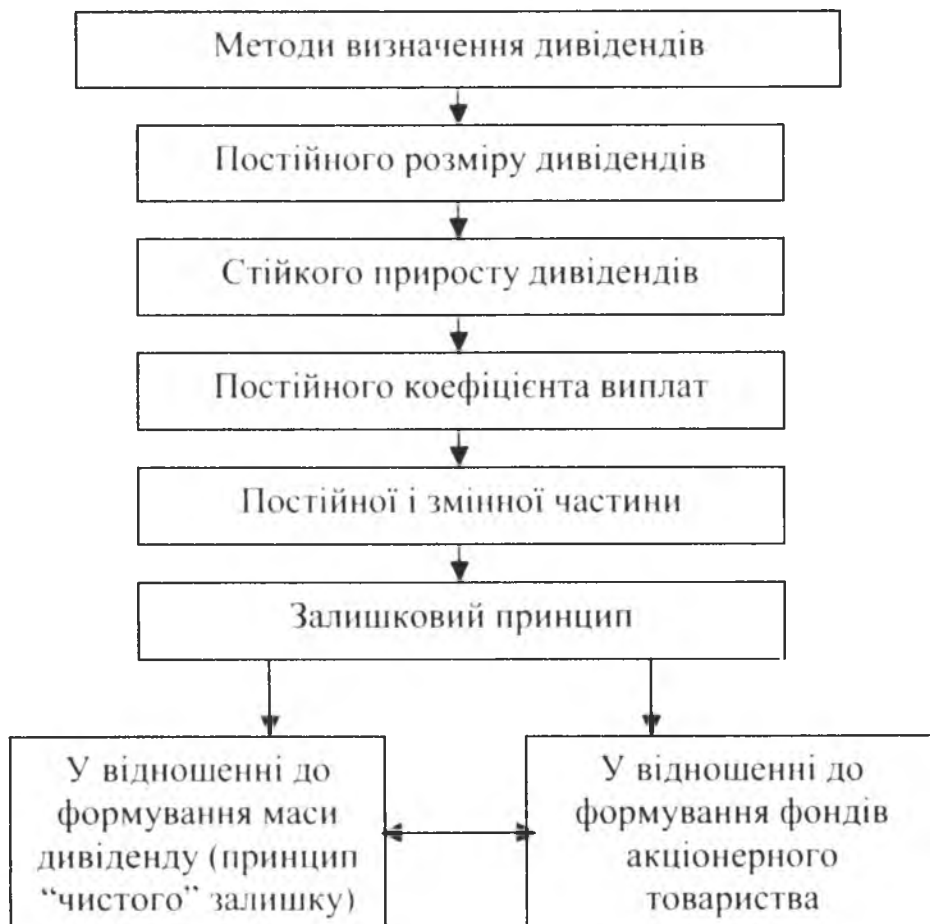 Методи визначення дивідендів
Постійного розміру дивідендів
Стійкого приросту дивідендів
Постійного коефіцієнта виплат
Постійної і змінної частини
Залишковий принцип
У відношенні до
формування маси
дивіденду (принцип
“чистого” залишку)
У відношенні до
формування фондів
акціонерного
товариства